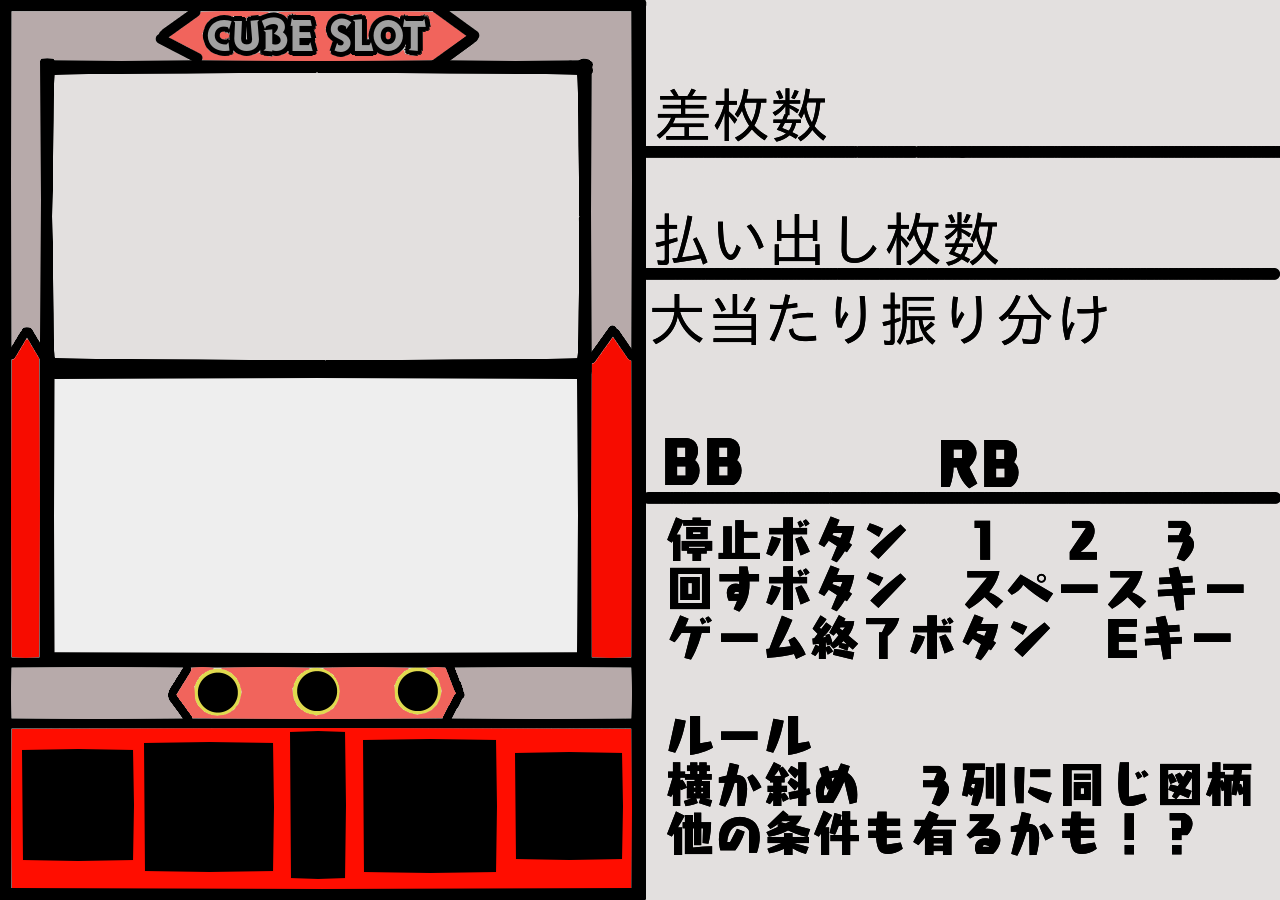 CUBE SLOT
差枚数
払い出し枚数
大当たり振り分け
BB　RB
停止ボタン　1　2　3
回すボタン　スペースキー
ゲーム終了ボタン　Eキー
ルール
横か斜め　3列に同じ図柄
他の条件も有るかも！？